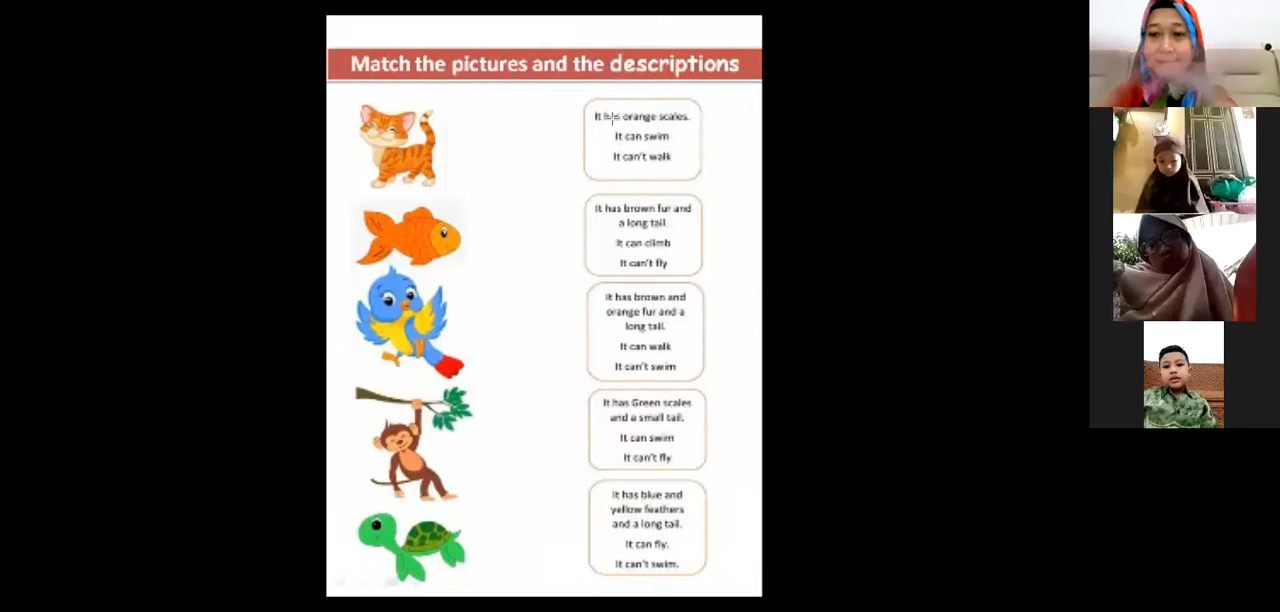 Match the pictures and the descriptions
It has orange scales.
It can swim
It can't walk
It has brown fur and
a long tail.
It can climb
It can't fly
It has brown and
orange fur and a
long tail.
It can walk
It can't swim
It has Green scales
and a small tail.
It can swim
It can't fly
It has blue and
yellow feathers
and a long tail.
It can fly.
It can't swim.